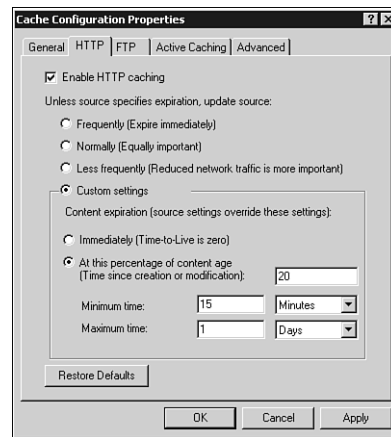 Cache Configuration Properties
General HTTP FTP Active Caching Advanced
Enable HTTP caching
Unless source specifies expiration, update source:
Frequently (Expire immediately)
Normally (Equally important)
Less frequently (Reduced network traffic is more important)
Custom settings
Content expiration (source settings override these settings):
Immediately (Time-to-Live is zero)
At this percentage of content age
(Time since creation or modification): 20
Minimum time: 15 Minutes
Maximum time: 1 Days
Restore Defaults
OK Cancel Apply